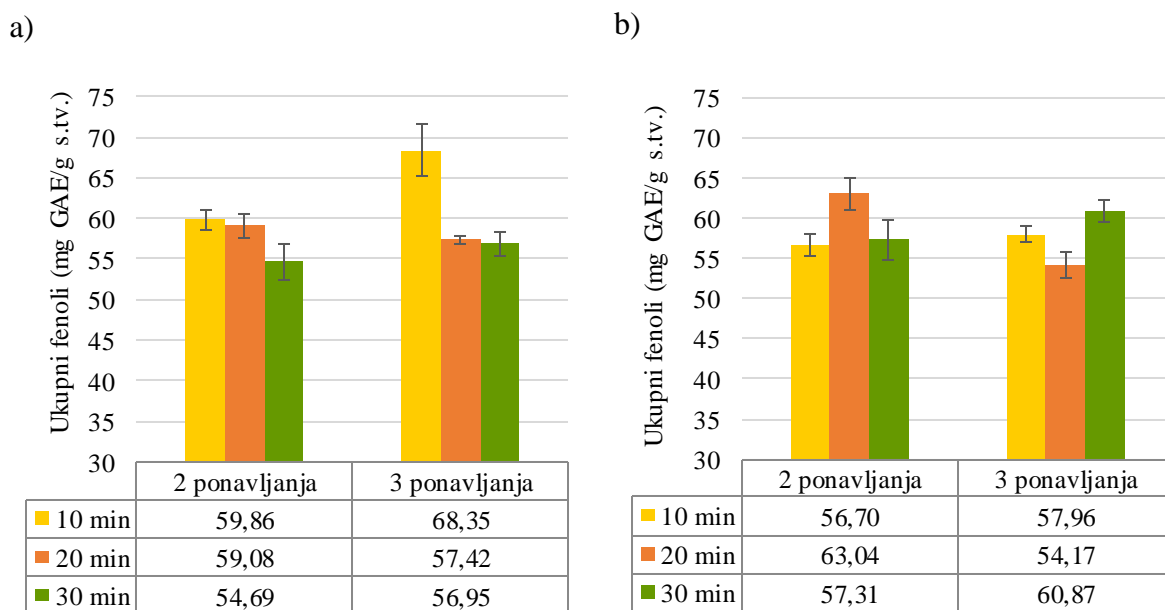 a)
Ukupni fenoli (mg GAE/g s.tv.)
75
70
65
60
55
50
45
40
35
30
2 ponavljanja 3 ponavljanja
10 min 59,86 68,35
20 min 59,08 57,42
30 min 54,69 56,95
b)
Ukupni fenoli (mg GAE/g s.tv.)
75
70
65
60
55
50
45
40
35
30
2 ponavljanja 3 ponavljanja
10 min 56,70 57,96
20 min 63,04 54,17
30 min 57,31 60,87